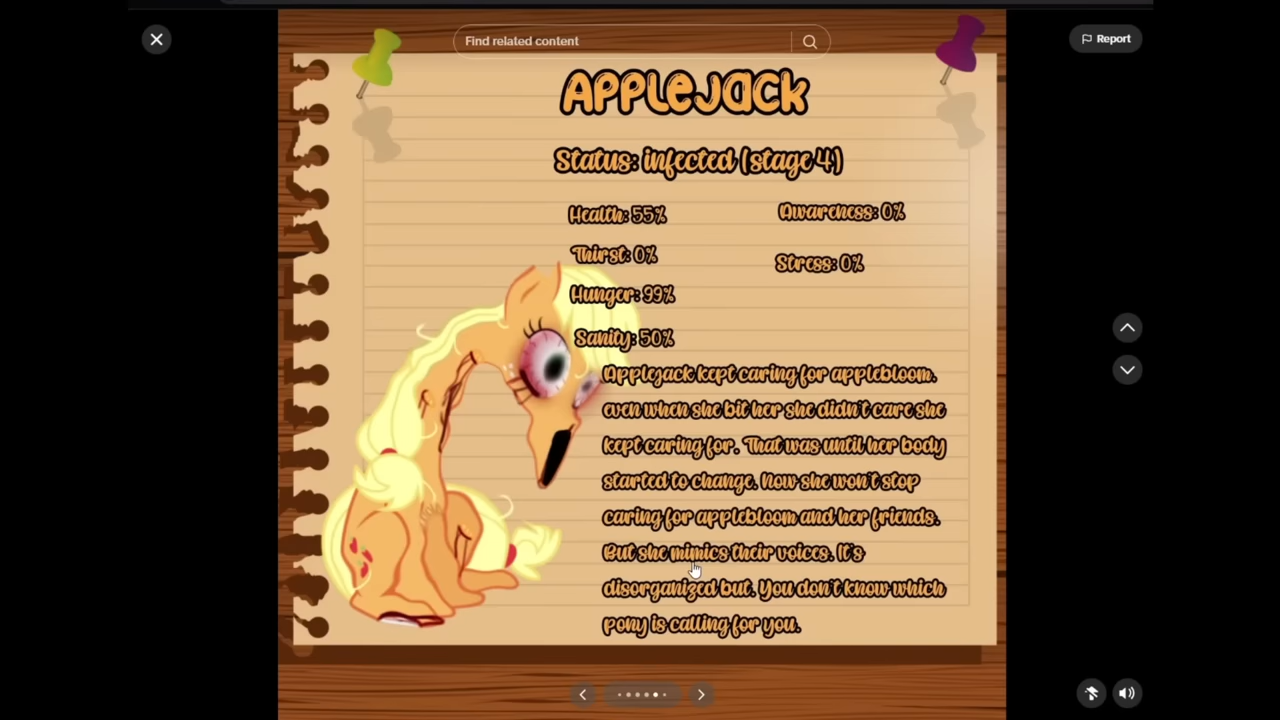 Find related content
Report
APPLEJACK
Status: infected (stage 4)
Health: 55%
Awareness: 0%
Thirst: 0%
Stress: 0%
Hunger: 99%
Sanity: 50%
Applejack kept caring for applebloom.
even when she bit her she didn't care she
kept caring for. That was until her body
started to change. Now she won't stop
caring for applebloom and her friends.
But she mimics their voices. It's
disorganized but. You don't know which
pony is calling for you.